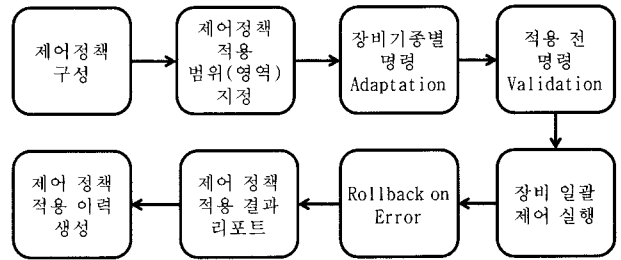 제어정책
구성
제어정책
적용
범위(영역)
지정
장비기종별
명령
Adaptation
적용 전
명령
Validation
장비 일괄
제어 실행
Rollback on
Error
제어 정책
적용 결과
리포트
제어 정책
적용 이력
생성